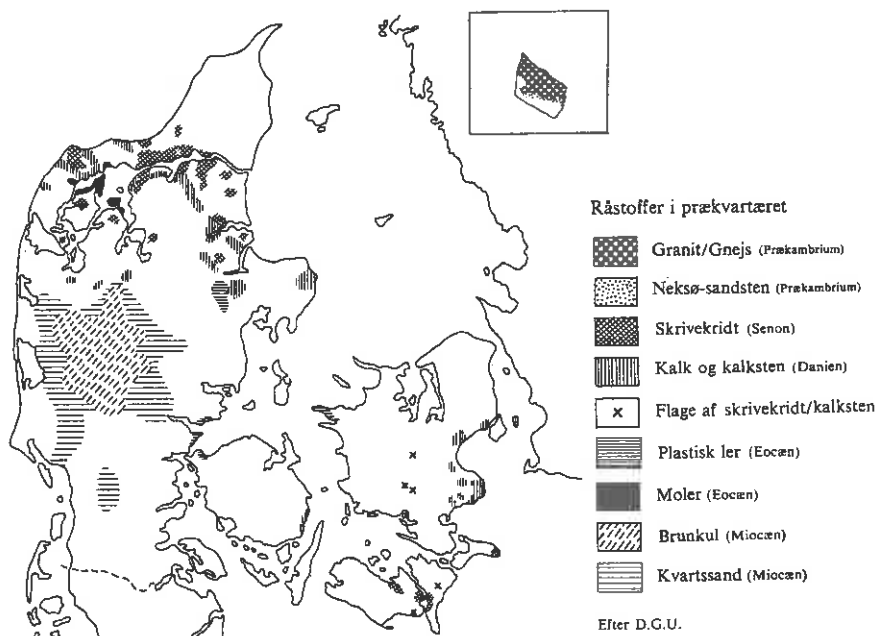 Råstoffer i prækvartæret
Granit/Gnejs (Prækambrium)
Neksø-sandsten (Prækambrium)
Skrivekridt (Senon)
Kalk og kalksten (Danien)
Flage af skrivekridt/kalksten
Plastisk ler (Eocæn)
Moler (Eocæn)
Brunkul (Miocæn)
Kvartssand (Miocæn)
Efter D.G.U.